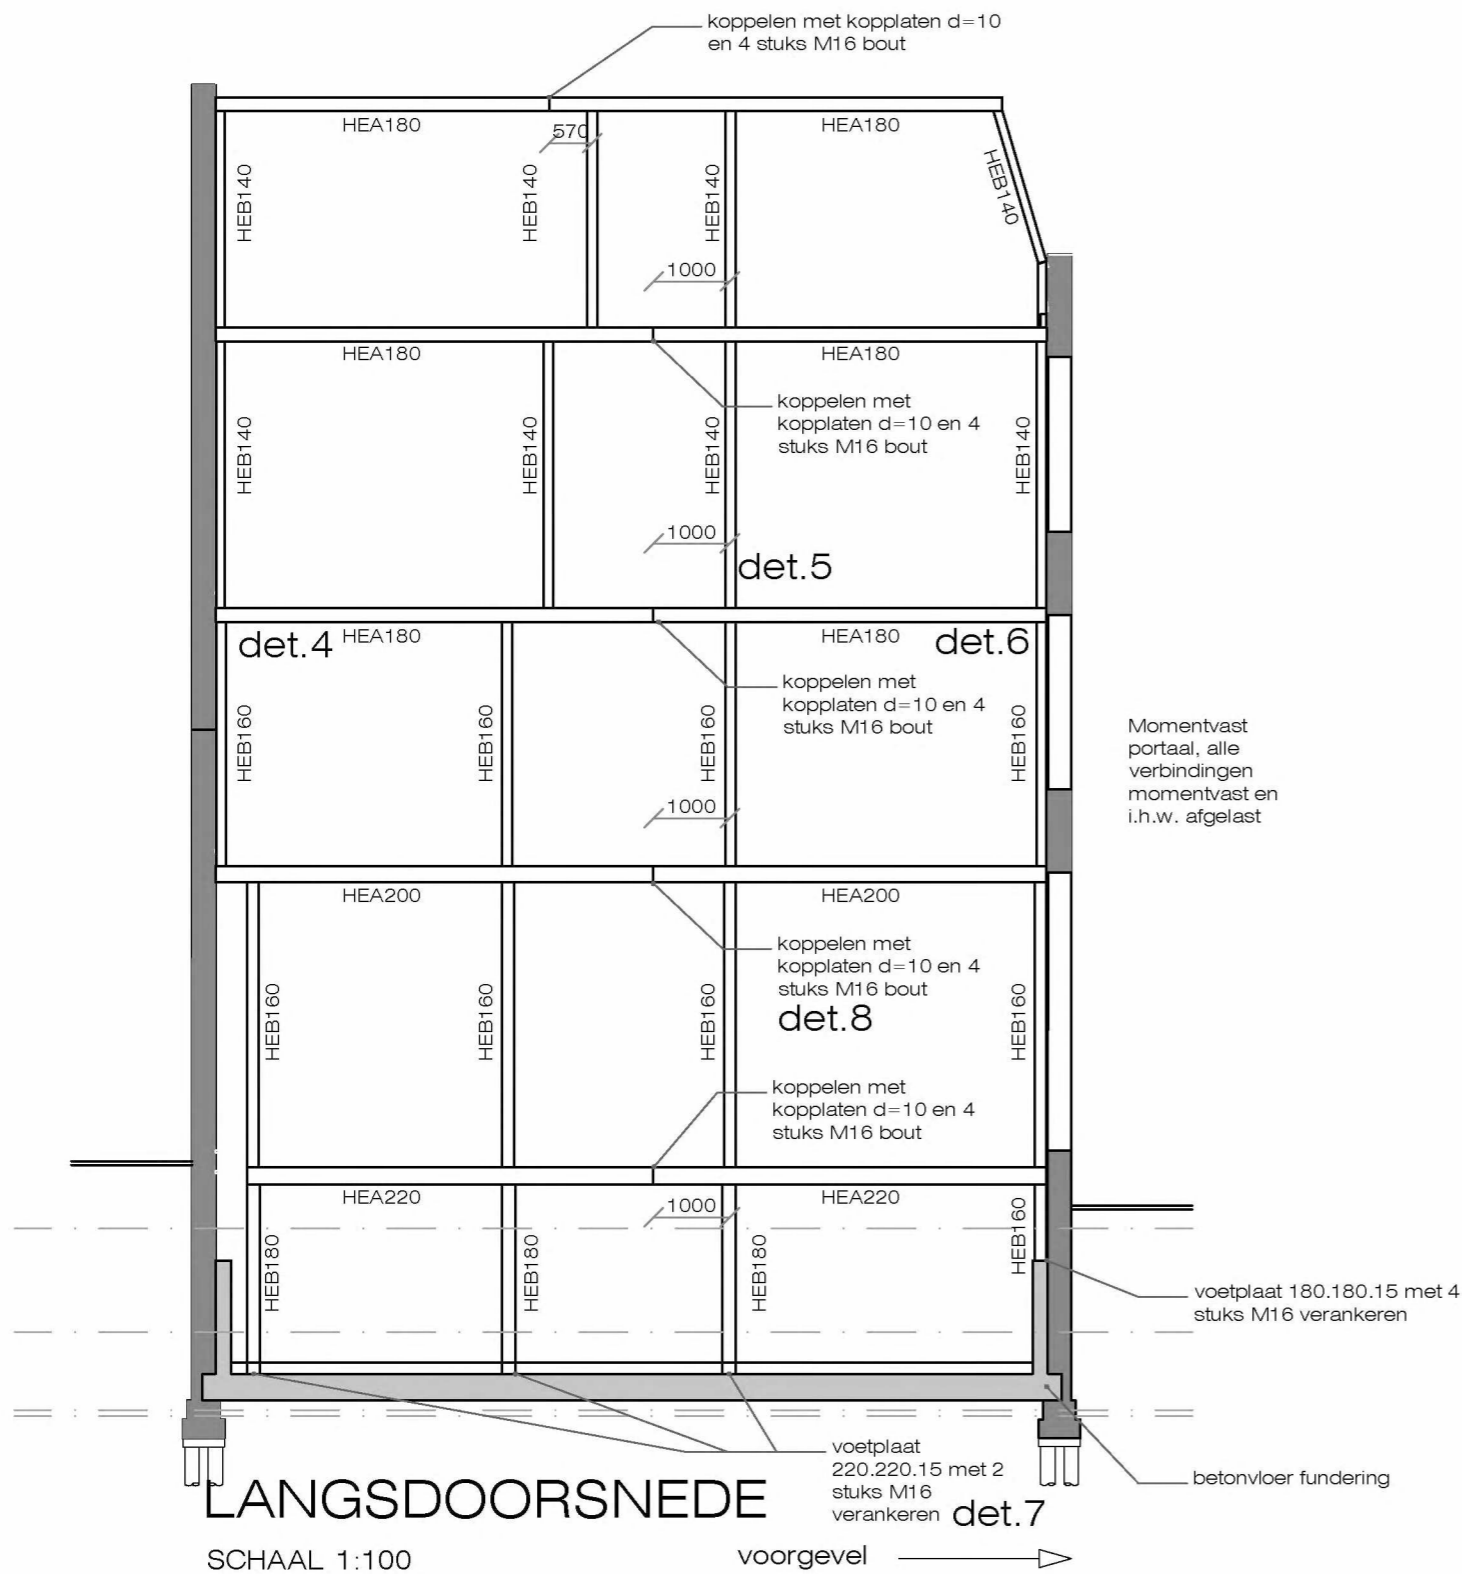 koppelen met kopplaten d=10
en 4 stuks M16 bout
HEA180
570
HEA180
HEB140
HEB140
HEB140
HEB140
1000
HEA180
HEA180
koppelen met
kopplaten d=10 en 4
stuks M16 bout
HEB140
HEB140
HEB140
HEB140
1000
det.5
det.4
HEA180
HEA180
det.6
koppelen met
kopplaten d=10 en 4
stuks M16 bout
HEB160
HEB160
HEB160
HEB160
Momentvast
portaal, alle
verbindingen
momentvast en
i.h.w. afgelast
1000
HEA200
HEA200
koppelen met
kopplaten d=10 en 4
stuks M16 bout
det.8
HEB160
HEB160
HEB160
HEB160
koppelen met
kopplaten d=10 en 4
stuks M16 bout
HEA220
1000
HEA220
HEB180
HEB180
HEB180
HEB160
voetplaat 180.180.15 met 4
stuks M16 verankeren
voetplaat
220.220.15 met 2
stuks M16
verankeren
det.7
betonvloer fundering
LANGSDOORSNEDE
SCHAAL 1:100
voorgevel